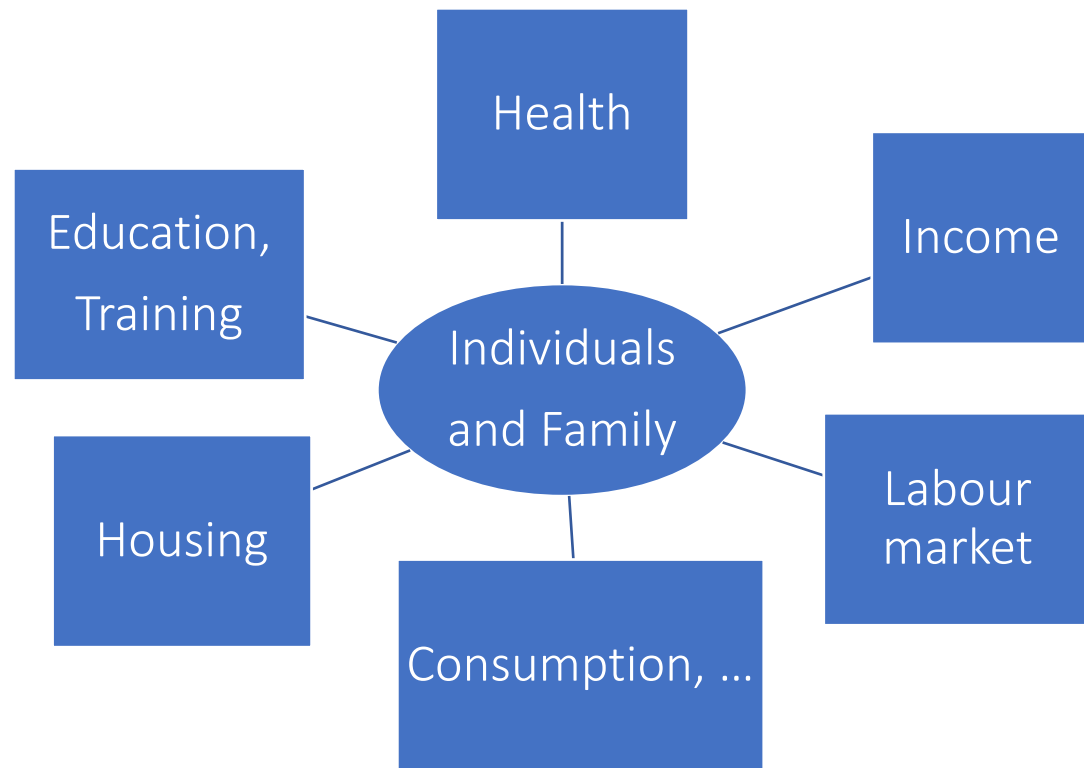 Health
Income
Education,
Training
Individuals
and Family
Labour
market
Housing
Consumption, ...